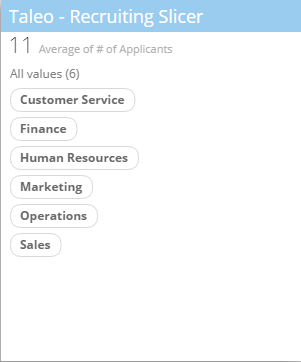 Taleo - Recruiting Slicer
11 Average of # of Applicants
All values (6)
Customer Service
Finance
Human Resources
Marketing
Operations
Sales